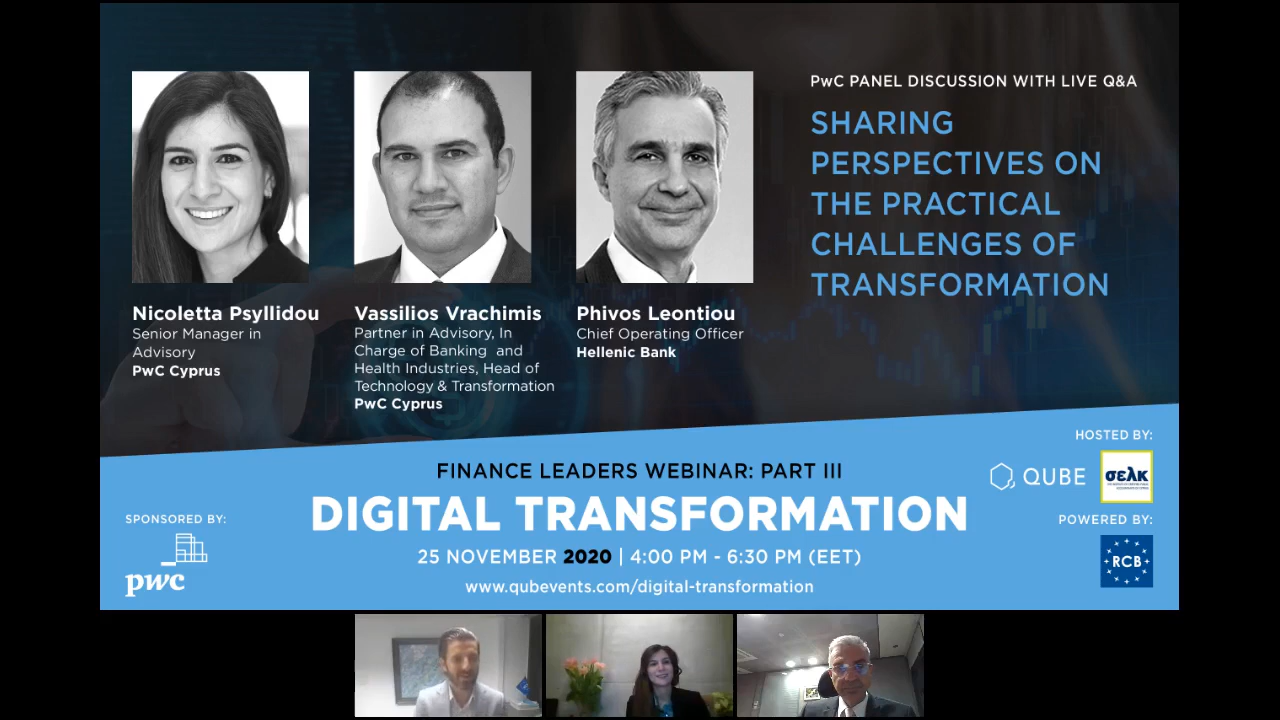 PwC PANEL DISCUSSION WITH LIVE Q&A
SHARING
PERSPECTIVES ON
THE PRACTICAL
CHALLENGES OF
TRANSFORMATION
Nicoletta Psyllidou
Senior Manager in
Advisory
PwC Cyprus
Vassilios Vrachimis
Partner in Advisory, In
Charge of Banking and
Health Industries, Head of
Technology & Transformation
PwC Cyprus
Phivos Leontiou
Chief Operating Officer
Hellenic Bank
FINANCE LEADERS WEBINAR: PART III
DIGITAL TRANSFORMATION
25 NOVEMBER 2020 | 4:00 PM - 6:30 PM (EET)
www.qubevents.com/digital-transformation
SPONSORED BY:
pwc
HOSTED BY:
QUBE
σελκ
POWERED BY:
RCB